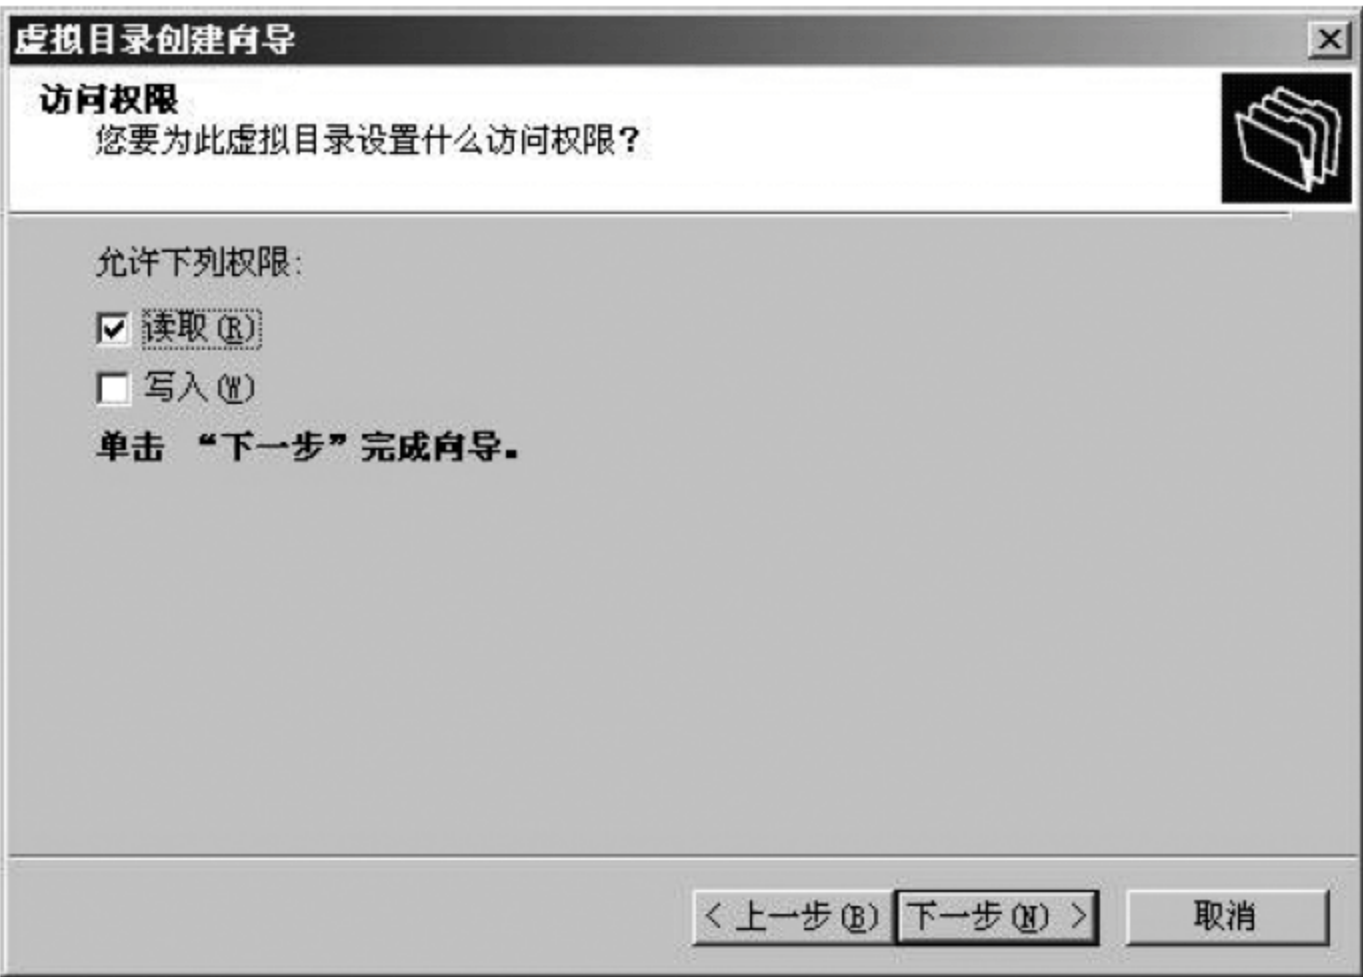 虚拟目录创建向导
访问权限
您要为此虚拟目录设置什么访问权限？
允许下列权限:
读取(R)
写入(W)
单击 “下一步”完成向导。
< 上一步(B) 下一步(N) > 取消